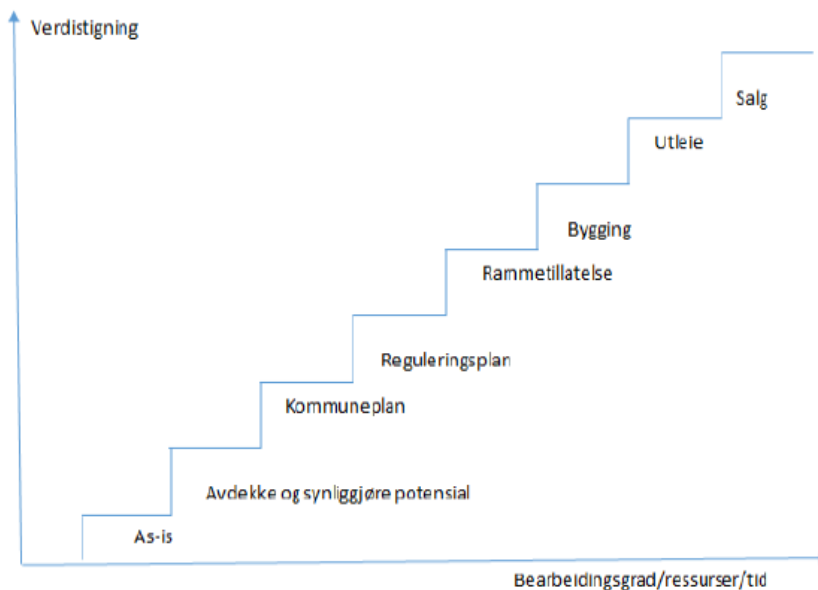 Verdistigning
Salg
Utleie
Bygging
Rammetillatelse
Reguleringsplan
Kommuneplan
Avdekke og synliggjøre potensial
As-is
Bearbeidingsgrad/ressurser/tid